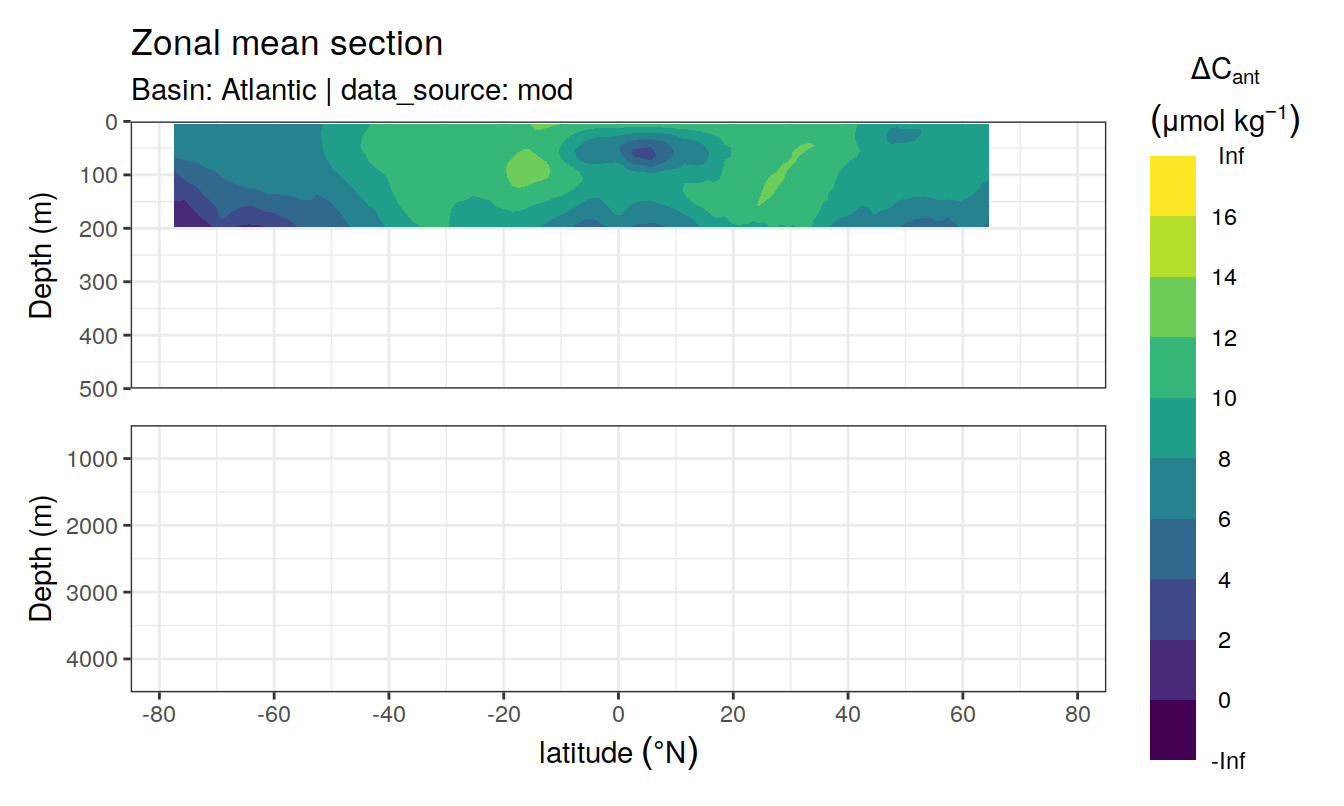 Zonal mean section
Basin: Atlantic | data_source: mod
ΔCant
(μmol kg⁻¹)
Depth (m)
0
100
200
300
400
500
Depth (m)
1000
2000
3000
4000
-80 -60 -40 -20 0 20 40 60 80
latitude (°N)
Inf
16
14
12
10
8
6
4
2
0
-Inf